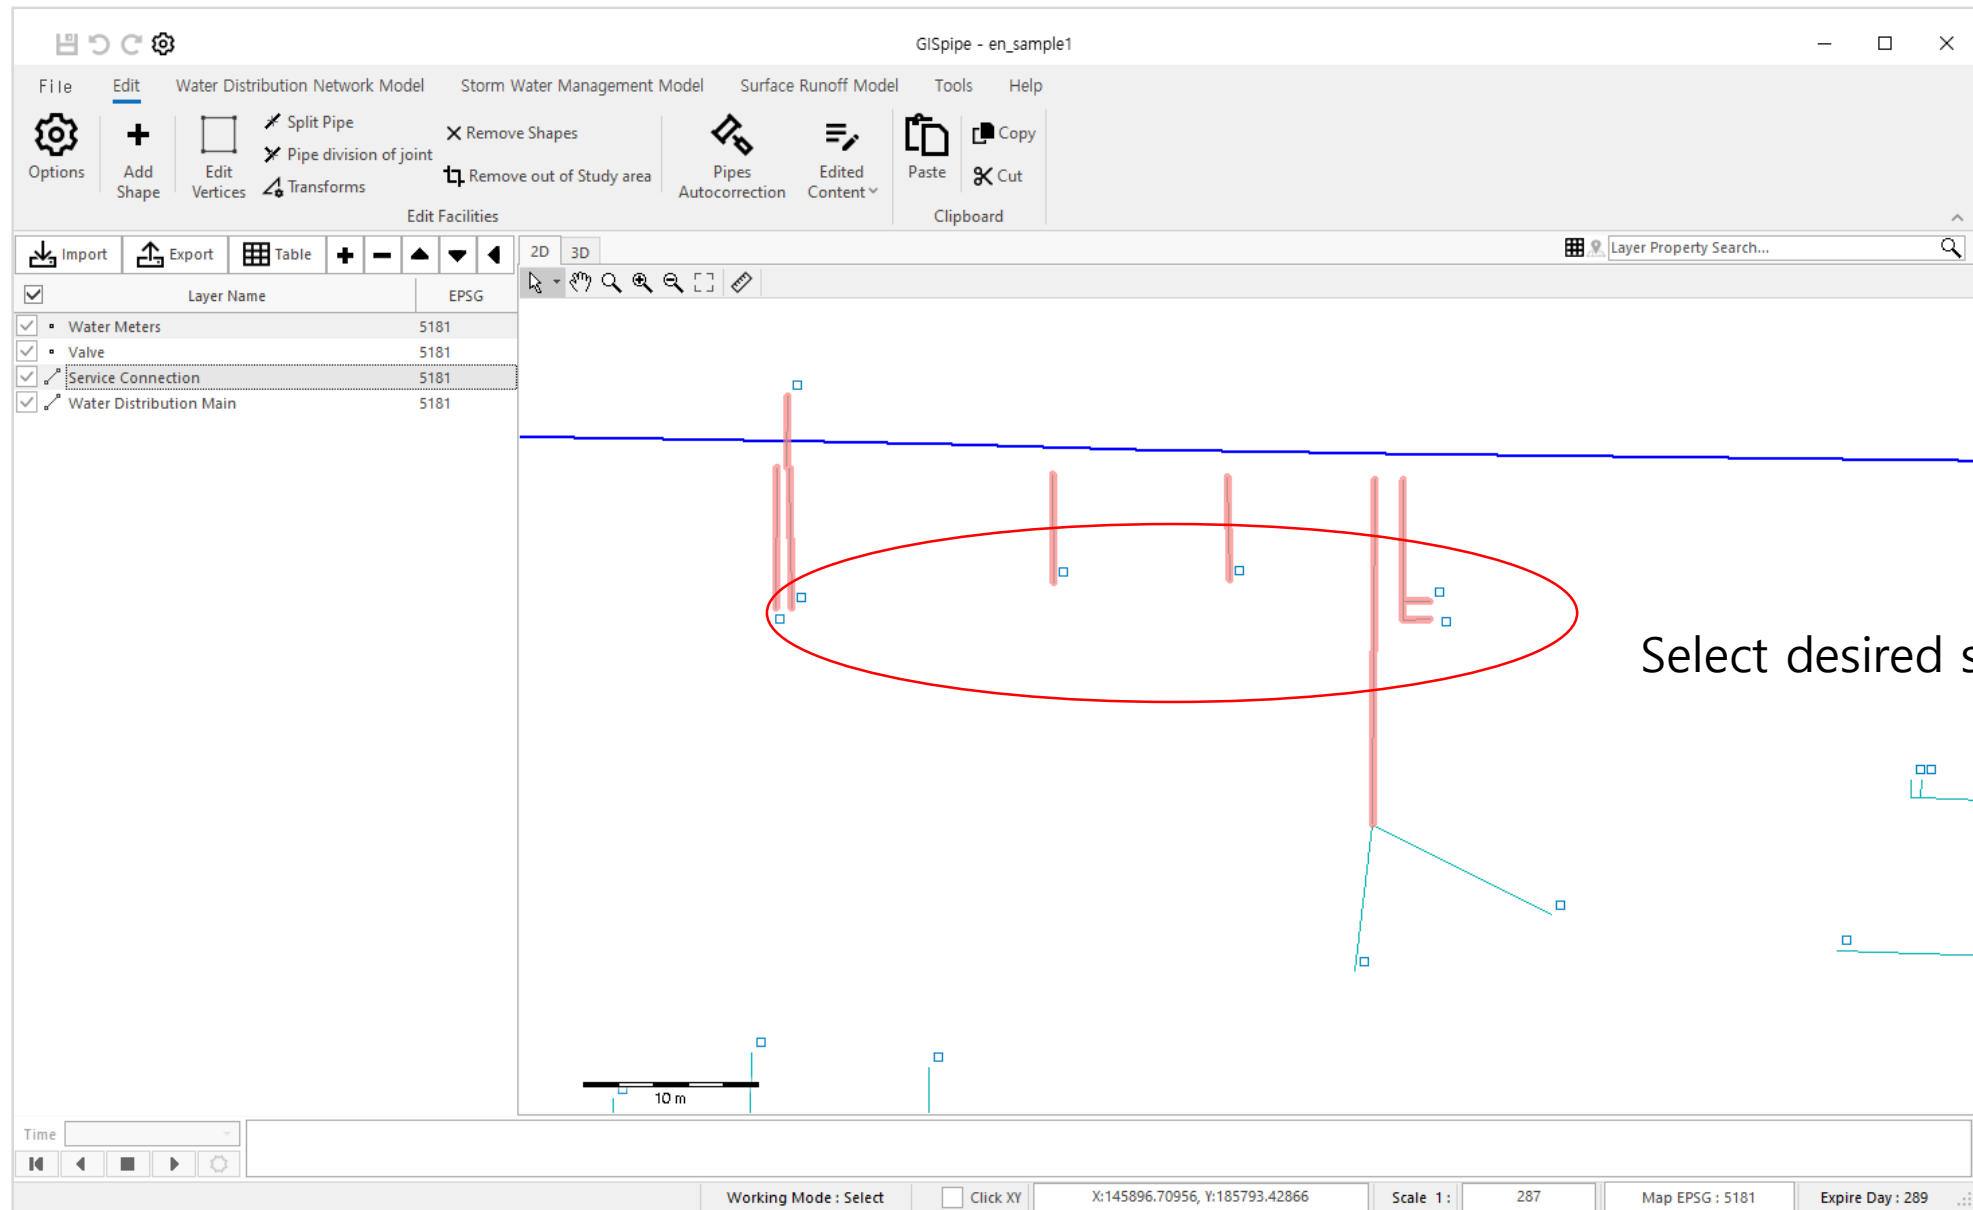 GISpipe - en_sample1
File Edit Water Distribution Network Model Storm Water Management Model Surface Runoff Model Tools Help
Options
Add Shape
Edit Vertices
Split Pipe
Pipe division of joint
Transforms
Remove Shapes
Remove out of Study area
Pipes Autocorrection
Edited Content
Edit Facilities
Paste
Copy
Cut
Clipboard
Import Export Table
2D 3D
Layer Property Search...
Layer Name EPSG
Water Meters 5181
Valve 5181
Service Connection 5181
Water Distribution Main 5181
Select desired s
10 m
Time
Working Mode : Select Click XY X:145896.70956, Y:185793.42866 Scale 1 : 287 Map EPSG : 5181 Expire Day : 289